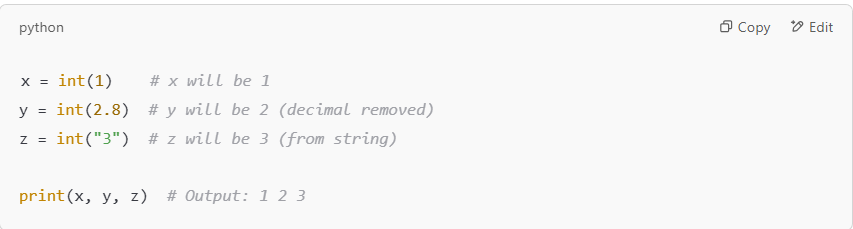 python
Copy
Edit
x = int(1)    # x will be 1
y = int(2.8)  # y will be 2 (decimal removed)
z = int("3")  # z will be 3 (from string)
print(x, y, z)  # Output: 1 2 3